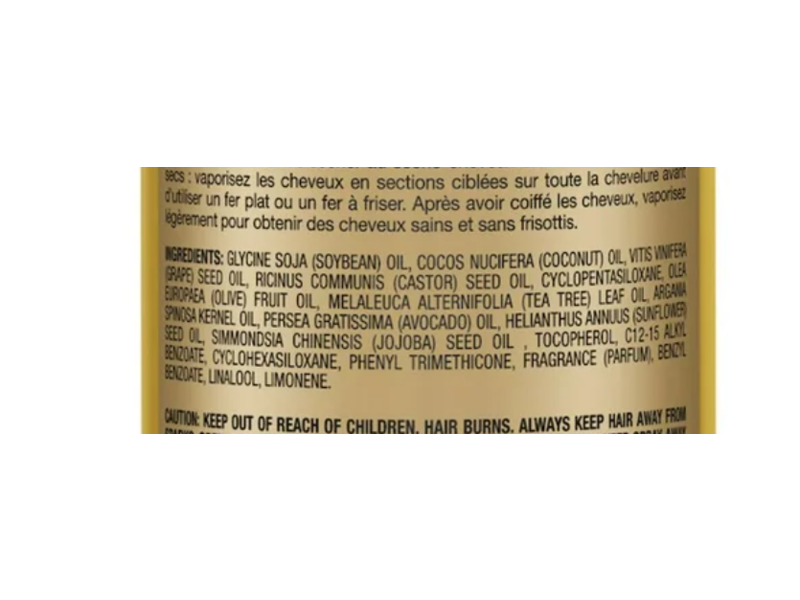 secs : vaporisez les cheveux en sections ciblées sur toute la chevelure avant
d'utiliser un fer plat ou un fer à friser. Après avoir coiffé les cheveux, vaporisez
légèrement pour obtenir des cheveux sains et sans frisottis.
INGREDIENTS: GLYCINE SOJA (SOYBEAN) OIL, COCOS NUCIFERA (COCONUT) OIL, VITIS VINIFERA
(GRAPE) SEED OIL, RICINUS COMMUNIS (CASTOR) SEED OIL, CYCLOPENTASILOXANE, OLEA
EUROPAEA (OLIVE) FRUIT OIL, MELALEUCA ALTERNIFOLIA (TEA TREE) LEAF OIL, ARGANIA
SPINOSA KERNEL OIL, PERSEA GRATISSIMA (AVOCADO) OIL, HELIANTHUS ANNUUS (SUNFLOWER)
SEED OIL, SIMMONDSIA CHINENSIS (JOJOBA) SEED OIL , TOCOPHEROL, C12-15 ALKYL
BENZOATE, CYCLOHEXASILOXANE, PHENYL TRIMETHICONE, FRAGRANCE (PARFUM), BENZYL
BENZOATE, LINALOOL, LIMONENE.
CAUTION: KEEP OUT OF REACH OF CHILDREN. HAIR BURNS. ALWAYS KEEP HAIR AWAY FROM